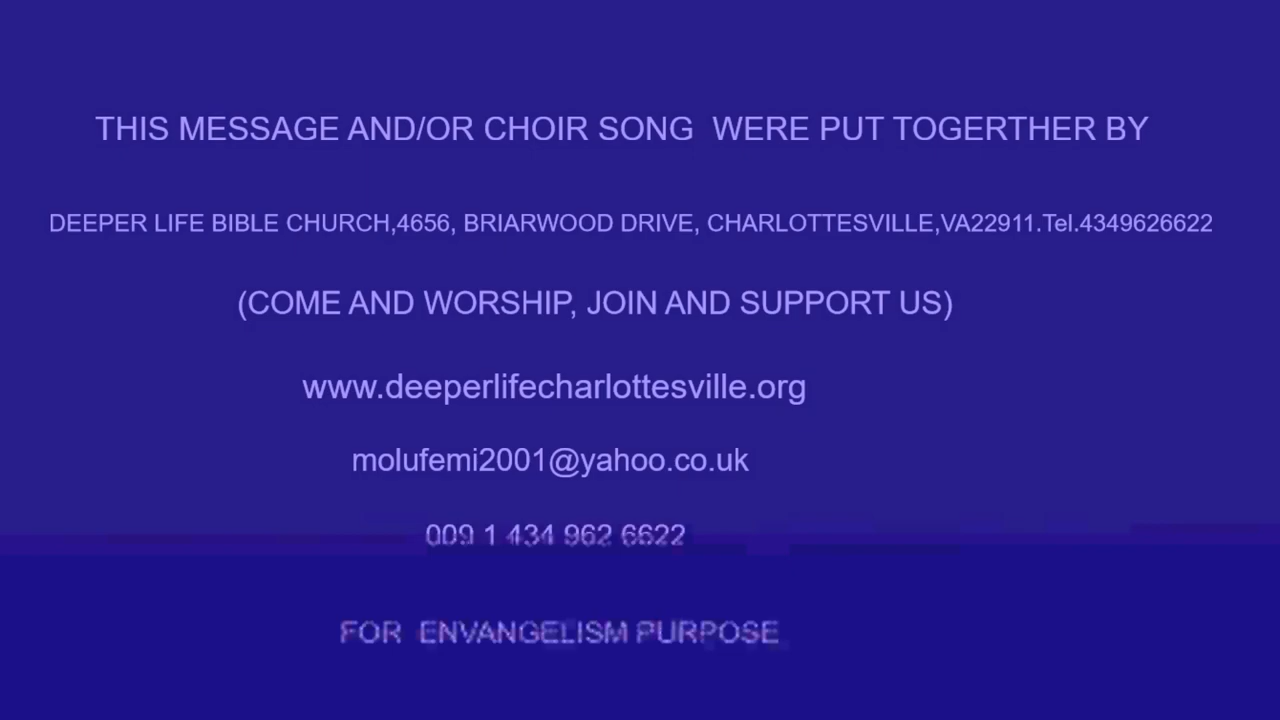 THIS MESSAGE AND/OR CHOIR SONG  WERE PUT TOGERTHER BY
DEEPER LIFE BIBLE CHURCH,4656, BRIARWOOD DRIVE, CHARLOTTESVILLE,VA22911.Tel.4349626622
(COME AND WORSHIP, JOIN AND SUPPORT US)
www.deeperlifecharlottesville.org
molufemi2001@yahoo.co.uk
009 1 434 962 6622
FOR  ENVANGELISM PURPOSE